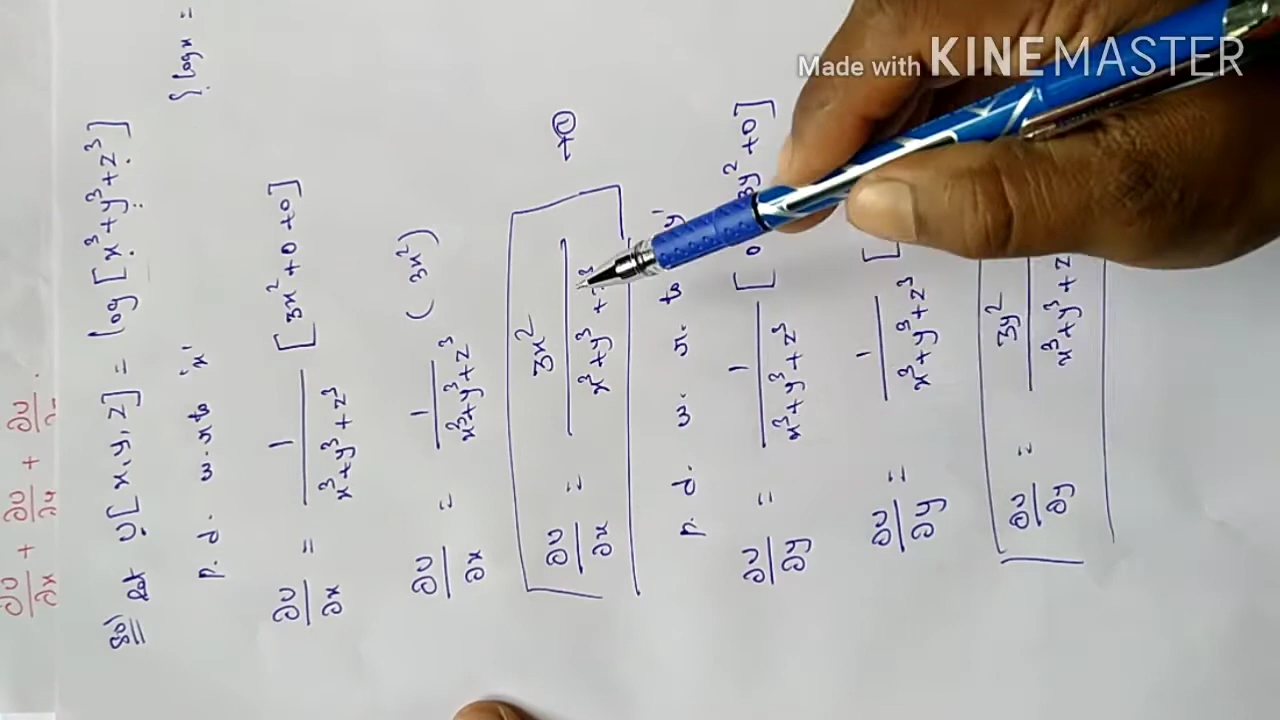 ∂U/∂x + ∂U/∂y + ∂U/
Sol Let U[x,y,z] = log[x³+y³+z³] {log x =
p.d. w.r.to 'x'
∂U/∂x = 1/(x³+y³+z³) [3x²+0+0]
∂U/∂x = 1/(x³+y³+z³) (3x²)
∂U/∂x = 3x²/(x³+y³+z³)
p.d. w.r.to y'
∂U/∂y = 1/(x³+y³+z³) [0 3y²+0]
∂U/∂y = 1/(x³+y³+z³) [
∂U/∂y = 3y²/(x³+y³+z
Made with KINEMASTER